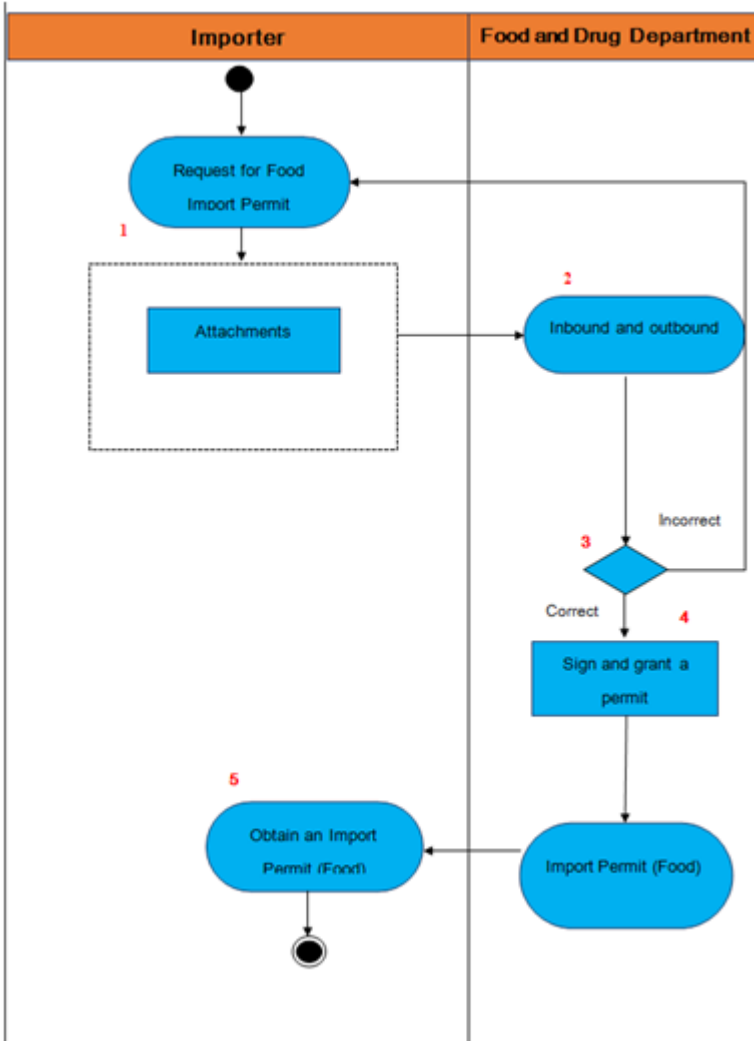 Importer
Food and Drug Department
Request for Food
Import Permit
1
Attachments
2
Inbound and outbound
Incorrect
3
Correct
4
Sign and grant a
permit
5
Obtain an Import
Permit (Food)
Import Permit (Food)